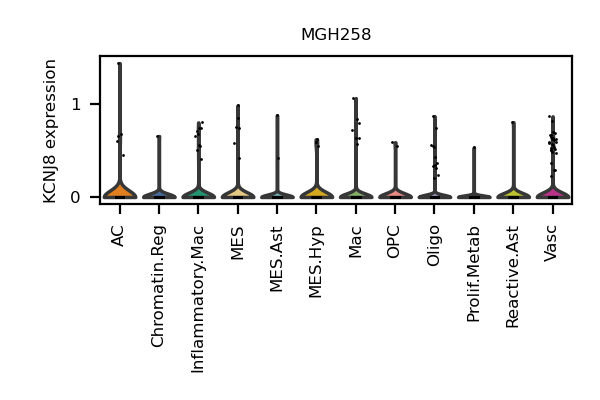 MGH258
KCNJ8 expression
1
0
AC
Chromatin.Reg
Inflammatory.Mac
MES
MES.Ast
MES.Hyp
Mac
OPC
Oligo
Prolif.Metab
Reactive.Ast
Vasc